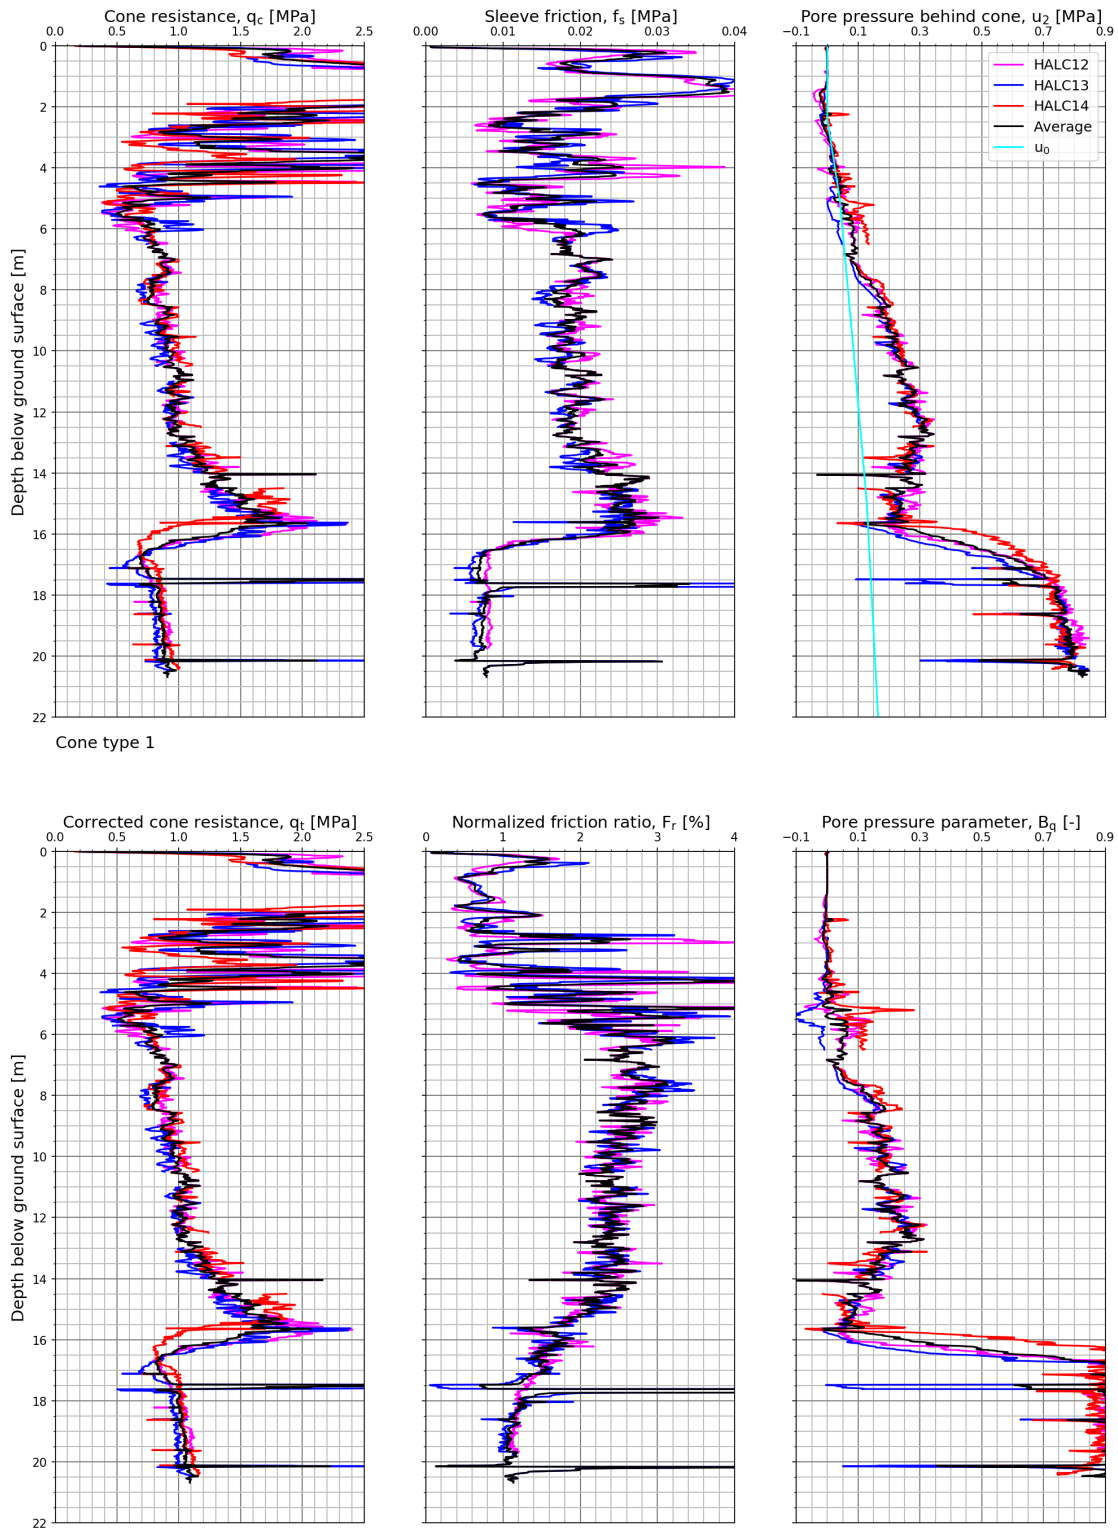 Cone resistance, qc [MPa]
Sleeve friction, fs [MPa]
Pore pressure behind cone, u2 [MPa]
0.0 0.5 1.0 1.5 2.0 2.5
0.00 0.01 0.02 0.03 0.04
−0.1 0.1 0.3 0.5 0.7 0.9
HALC12
HALC13
HALC14
Average
u0
0
2
4
6
8
10
12
14
16
18
20
22
Depth below ground surface [m]
Cone type 1
Corrected cone resistance, qt [MPa]
Normalized friction ratio, Fr [%]
Pore pressure parameter, Bq [-]
0.0 0.5 1.0 1.5 2.0 2.5
0 1 2 3 4
−0.1 0.1 0.3 0.5 0.7 0.9
0
2
4
6
8
10
12
14
16
18
20
22
Depth below ground surface [m]